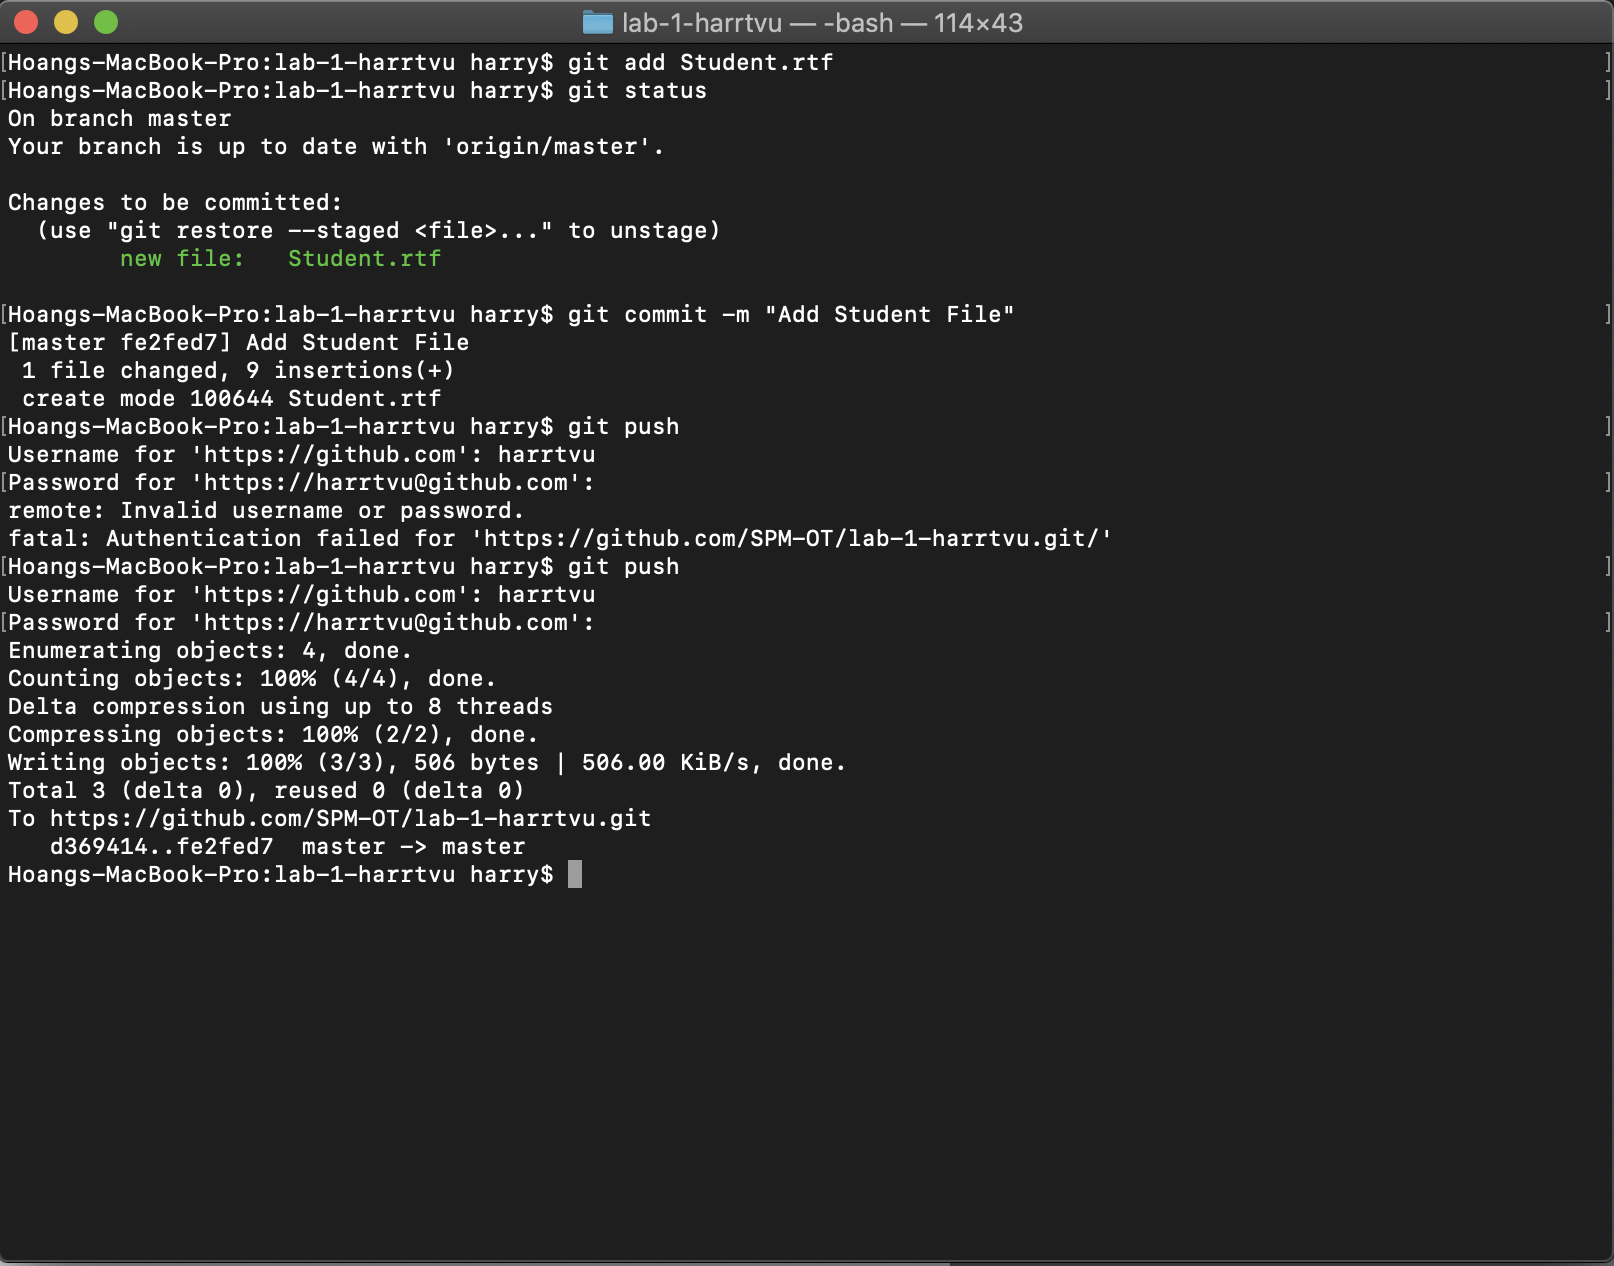 lab-1-harrtvu — -bash — 114×43
[Hoangs-MacBook-Pro:lab-1-harrtvu harry$ git add Student.rtf ]
[Hoangs-MacBook-Pro:lab-1-harrtvu harry$ git status ]
On branch master
Your branch is up to date with 'origin/master'.
Changes to be committed:
  (use "git restore --staged <file>..." to unstage)
        new file:   Student.rtf
[Hoangs-MacBook-Pro:lab-1-harrtvu harry$ git commit -m "Add Student File" ]
[master fe2fed7] Add Student File
 1 file changed, 9 insertions(+)
 create mode 100644 Student.rtf
[Hoangs-MacBook-Pro:lab-1-harrtvu harry$ git push ]
Username for 'https://github.com': harrtvu
[Password for 'https://harrtvu@github.com': ]
remote: Invalid username or password.
fatal: Authentication failed for 'https://github.com/SPM-OT/lab-1-harrtvu.git/'
[Hoangs-MacBook-Pro:lab-1-harrtvu harry$ git push ]
Username for 'https://github.com': harrtvu
[Password for 'https://harrtvu@github.com': ]
Enumerating objects: 4, done.
Counting objects: 100% (4/4), done.
Delta compression using up to 8 threads
Compressing objects: 100% (2/2), done.
Writing objects: 100% (3/3), 506 bytes | 506.00 KiB/s, done.
Total 3 (delta 0), reused 0 (delta 0)
To https://github.com/SPM-OT/lab-1-harrtvu.git
   d369414..fe2fed7  master -> master
Hoangs-MacBook-Pro:lab-1-harrtvu harry$